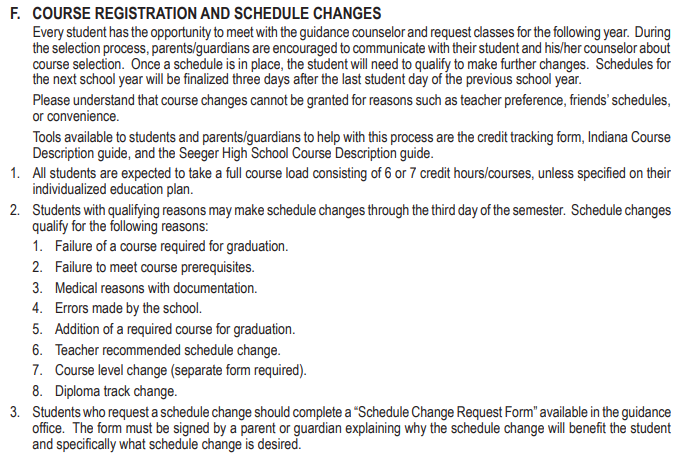 F. COURSE REGISTRATION AND SCHEDULE CHANGES
Every student has the opportunity to meet with the guidance counselor and request classes for the following year. During
the selection process, parents/guardians are encouraged to communicate with their student and his/her counselor about
course selection. Once a schedule is in place, the student will need to qualify to make further changes. Schedules for
the next school year will be finalized three days after the last student day of the previous school year.
Please understand that course changes cannot be granted for reasons such as teacher preference, friends' schedules,
or convenience.
Tools available to students and parents/guardians to help with this process are the credit tracking form, Indiana Course
Description guide, and the Seeger High School Course Description guide.
1. All students are expected to take a full course load consisting of 6 or 7 credit hours/courses, unless specified on their
individualized education plan.
2. Students with qualifying reasons may make schedule changes through the third day of the semester. Schedule changes
qualify for the following reasons:
1. Failure of a course required for graduation.
2. Failure to meet course prerequisites.
3. Medical reasons with documentation.
4. Errors made by the school.
5. Addition of a required course for graduation.
6. Teacher recommended schedule change.
7. Course level change (separate form required).
8. Diploma track change.
3. Students who request a schedule change should complete a “Schedule Change Request Form” available in the guidance
office. The form must be signed by a parent or guardian explaining why the schedule change will benefit the student
and specifically what schedule change is desired.